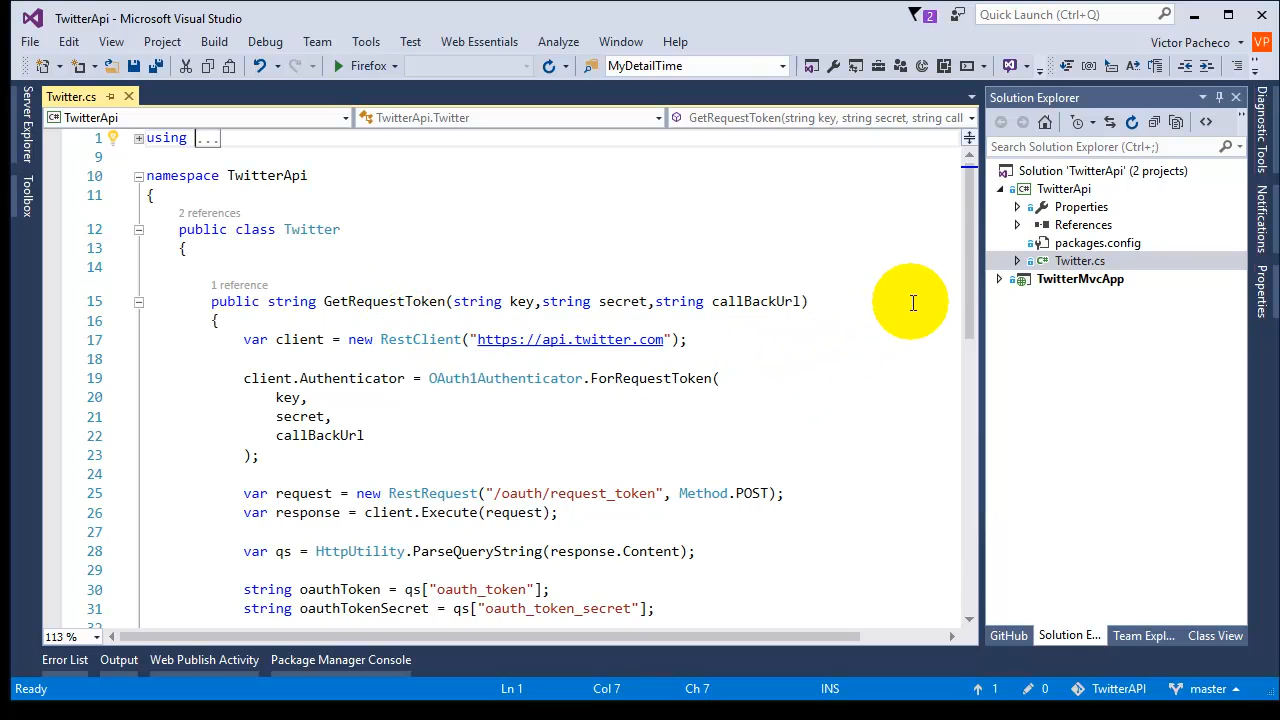 TwitterApi - Microsoft Visual Studio
2
Quick Launch (Ctrl+Q)
File Edit View Project Build Debug Team Tools Test Web Essentials Analyze Window Help
Victor Pacheco VP
Firefox MyDetailTime
Server Explorer
Toolbox
Twitter.cs
TwitterApi TwitterApi.Twitter GetRequestToken(string key, string secret, string call
1 using ...
9
10 namespace TwitterApi
11 {
2 references
12 public class Twitter
13 {
14
1 reference
15 public string GetRequestToken(string key,string secret,string callBackUrl)
16 {
17 var client = new RestClient("https://api.twitter.com");
18
19 client.Authenticator = OAuth1Authenticator.ForRequestToken(
20 key,
21 secret,
22 callBackUrl
23 );
24
25 var request = new RestRequest("/oauth/request_token", Method.POST);
26 var response = client.Execute(request);
27
28 var qs = HttpUtility.ParseQueryString(response.Content);
29
30 string oauthToken = qs["oauth_token"];
31 string oauthTokenSecret = qs["oauth_token_secret"];
113 %
Solution Explorer
Search Solution Explorer (Ctrl+;)
Solution 'TwitterApi' (2 projects)
TwitterApi
Properties
References
packages.config
Twitter.cs
TwitterMvcApp
GitHub Solution E... Team Expl... Class View
Diagnostic Tools
Notifications
Properties
Error List Output Web Publish Activity Package Manager Console
Ready Ln 1 Col 7 Ch 7 INS 1 0 TwitterAPI master